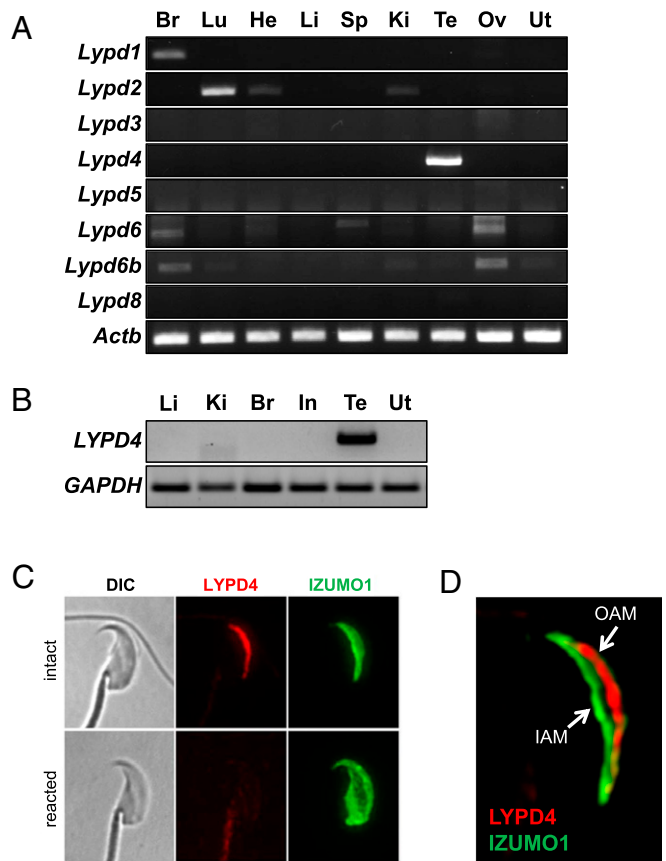 A
Br Lu He Li Sp Ki Te Ov Ut
Lypd1
Lypd2
Lypd3
Lypd4
Lypd5
Lypd6
Lypd6b
Lypd8
Actb
B
Li Ki Br In Te Ut
LYPD4
GAPDH
C
DIC LYPD4 IZUMO1
intact
reacted
D
OAM
IAM
LYPD4
IZUMO1